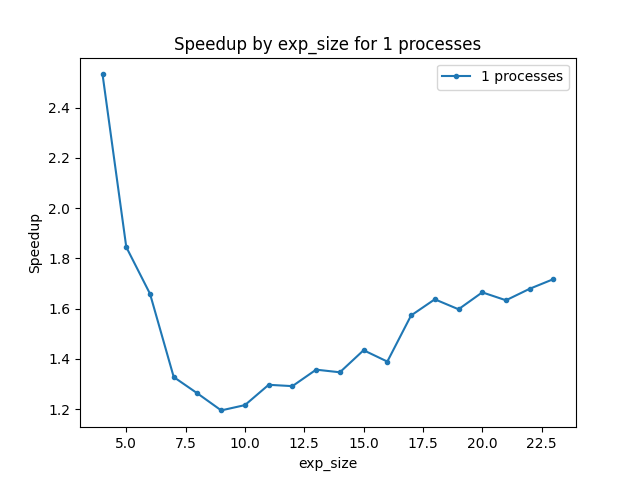 Speedup by exp_size for 1 processes
1 processes
Speedup
2.4
2.2
2.0
1.8
1.6
1.4
1.2
5.0 7.5 10.0 12.5 15.0 17.5 20.0 22.5
exp_size